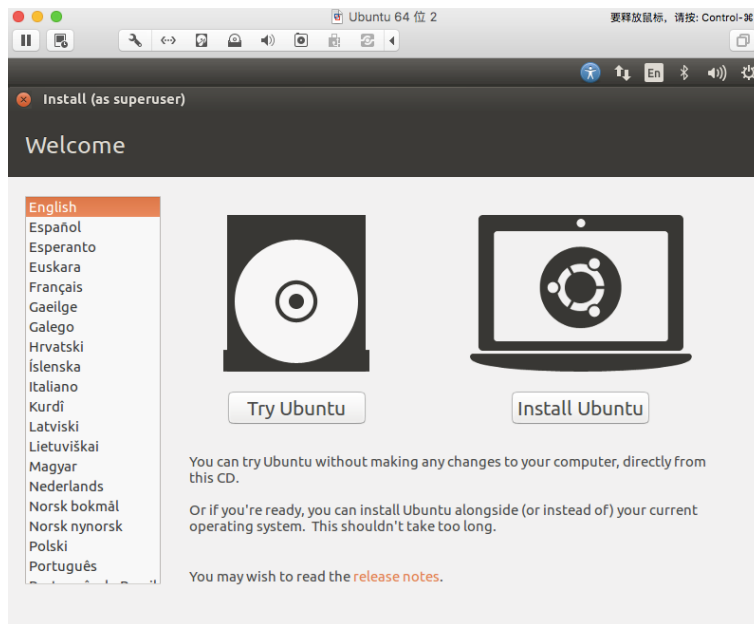 Ubuntu 64 位 2
要释放鼠标，请按: Control-⌘
En
Install (as superuser)
Welcome
English
Español
Esperanto
Euskara
Français
Gaeilge
Galego
Hrvatski
Íslenska
Italiano
Kurdî
Latviski
Lietuviškai
Magyar
Nederlands
Norsk bokmål
Norsk nynorsk
Polski
Português
Try Ubuntu
Install Ubuntu
You can try Ubuntu without making any changes to your computer, directly from
this CD.
Or if you're ready, you can install Ubuntu alongside (or instead of) your current
operating system. This shouldn't take too long.
You may wish to read the release notes.